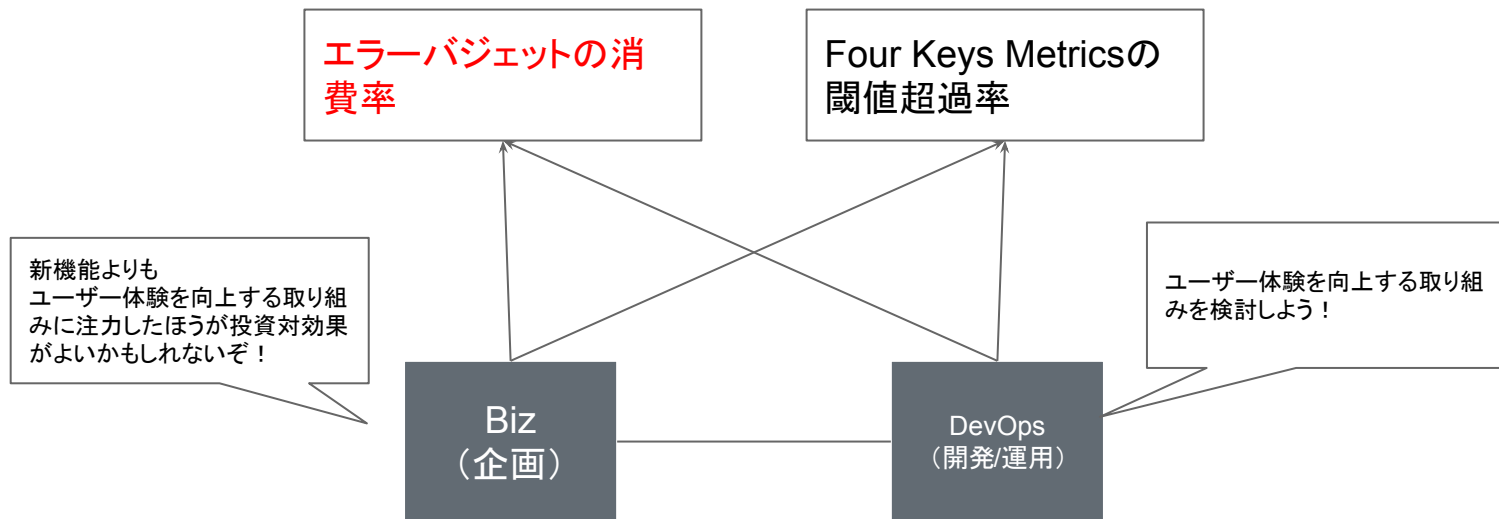 エラーバジェットの消
費率
Four Keys Metricsの
閾値超過率
新機能よりも
ユーザー体験を向上する取り組
みに注力したほうが投資対効果
がよいかもしれないぞ！
ユーザー体験を向上する取り組
みを検討しよう！
Biz
（企画）
DevOps
（開発/運用）